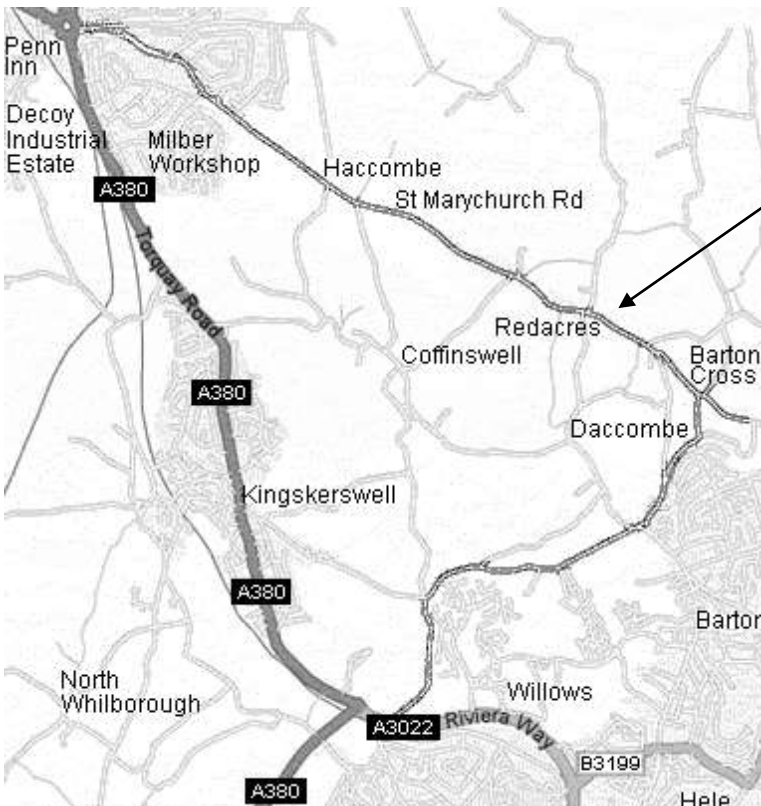 Penn
Inn
Decoy
Industrial
Estate
Milber
Workshop
Haccombe
A380
St Marychurch Rd
Torquay Road
Redacres
Coffinswell
Barton
Cross
A380
Daccombe
Kingskerswell
A380
Barton
North
Whilborough
Willows
A3022
Riviera Way
B3199
A380
Hele